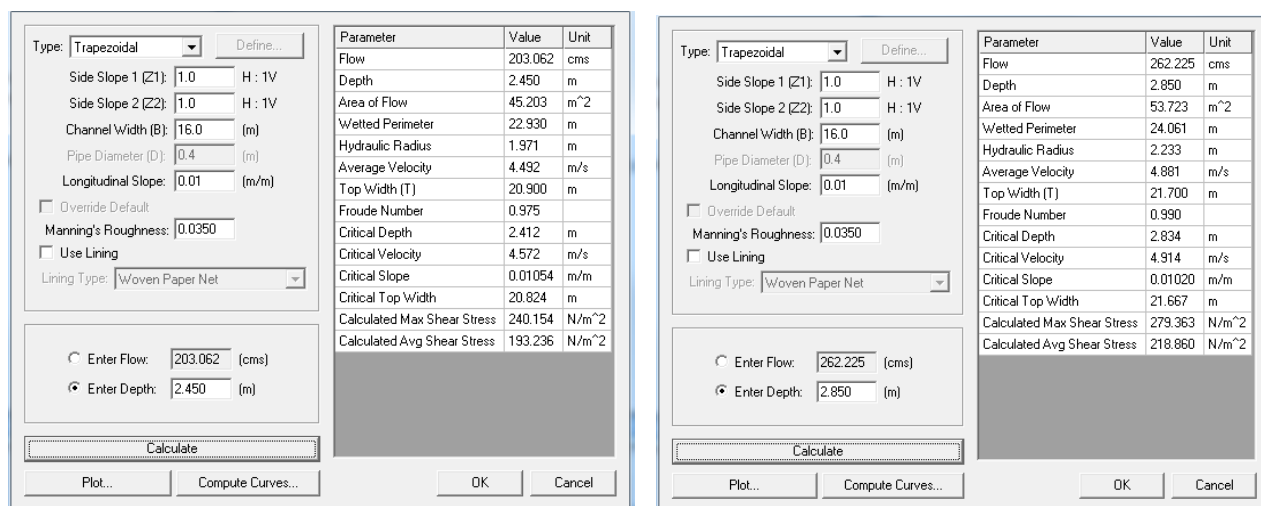 Type: Trapezoidal Define...
Side Slope 1 (Z1): 1.0 H : 1V
Side Slope 2 (Z2): 1.0 H : 1V
Channel Width (B): 16.0 (m)
Pipe Diameter (D): 0.4 (m)
Longitudinal Slope: 0.01 (m/m)
Override Default
Manning's Roughness: 0.0350
Use Lining
Lining Type: Woven Paper Net
Enter Flow: 203.062 (cms)
Enter Depth: 2.450 (m)
Calculate
Plot... Compute Curves...
Parameter Value Unit
Flow 203.062 cms
Depth 2.450 m
Area of Flow 45.203 m^2
Wetted Perimeter 22.930 m
Hydraulic Radius 1.971 m
Average Velocity 4.492 m/s
Top Width (T) 20.900 m
Froude Number 0.975
Critical Depth 2.412 m
Critical Velocity 4.572 m/s
Critical Slope 0.01054 m/m
Critical Top Width 20.824 m
Calculated Max Shear Stress 240.154 N/m^2
Calculated Avg Shear Stress 193.236 N/m^2
OK Cancel
Type: Trapezoidal Define...
Side Slope 1 (Z1): 1.0 H : 1V
Side Slope 2 (Z2): 1.0 H : 1V
Channel Width (B): 16.0 (m)
Pipe Diameter (D): 0.4 (m)
Longitudinal Slope: 0.01 (m/m)
Override Default
Manning's Roughness: 0.0350
Use Lining
Lining Type: Woven Paper Net
Enter Flow: 262.225 (cms)
Enter Depth: 2.850 (m)
Calculate
Plot... Compute Curves...
Parameter Value Unit
Flow 262.225 cms
Depth 2.850 m
Area of Flow 53.723 m^2
Wetted Perimeter 24.061 m
Hydraulic Radius 2.233 m
Average Velocity 4.881 m/s
Top Width (T) 21.700 m
Froude Number 0.990
Critical Depth 2.834 m
Critical Velocity 4.914 m/s
Critical Slope 0.01020 m/m
Critical Top Width 21.667 m
Calculated Max Shear Stress 279.363 N/m^2
Calculated Avg Shear Stress 218.860 N/m^2
OK Cancel